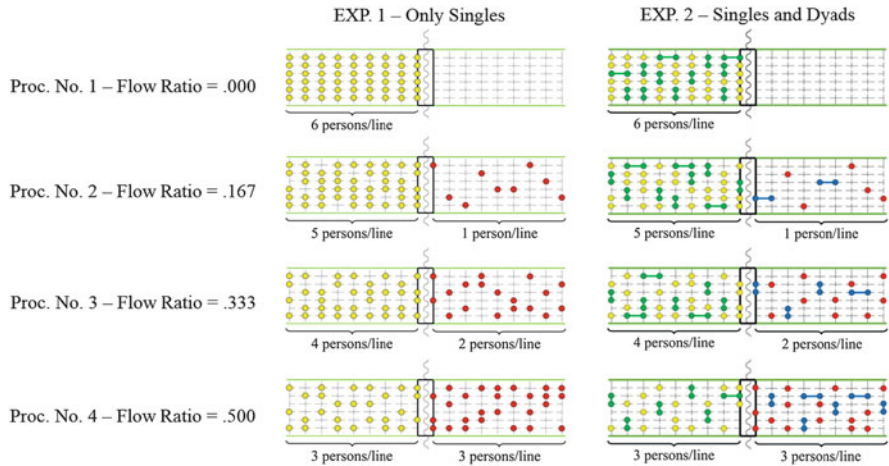 EXP. 1 – Only Singles
EXP. 2 – Singles and Dyads
Proc. No. 1 – Flow Ratio = .000
6 persons/line
6 persons/line
Proc. No. 2 – Flow Ratio = .167
5 persons/line
1 person/line
5 persons/line
1 person/line
Proc. No. 3 – Flow Ratio = .333
4 persons/line
2 persons/line
4 persons/line
2 persons/line
Proc. No. 4 – Flow Ratio = .500
3 persons/line
3 persons/line
3 persons/line
3 persons/line